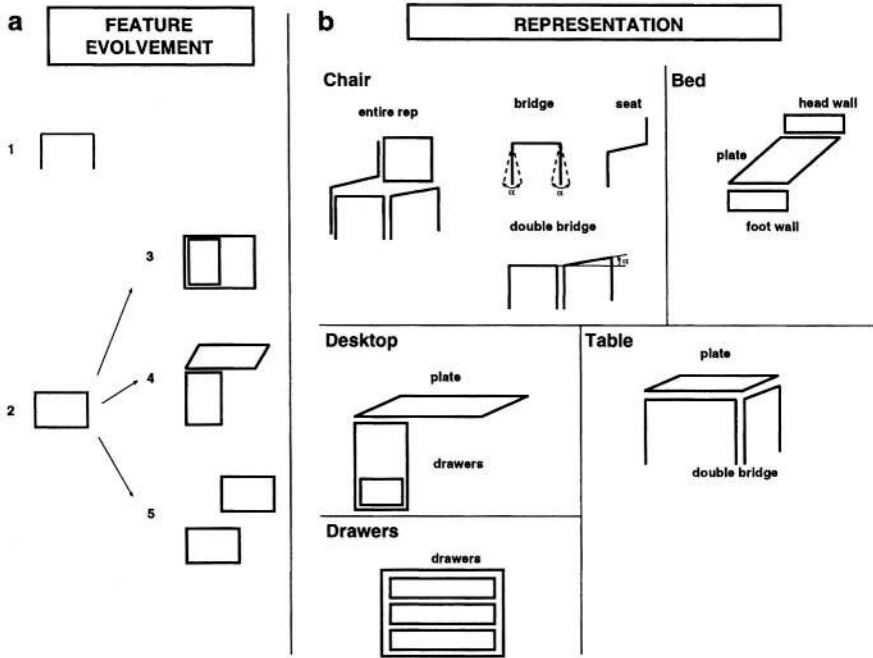 a
FEATURE
EVOLVEMENT
1
2
3
4
5
b
REPRESENTATION
Chair
entire rep
bridge
seat
α
α
double bridge
α
Bed
head wall
plate
foot wall
Desktop
plate
drawers
Table
plate
double bridge
Drawers
drawers